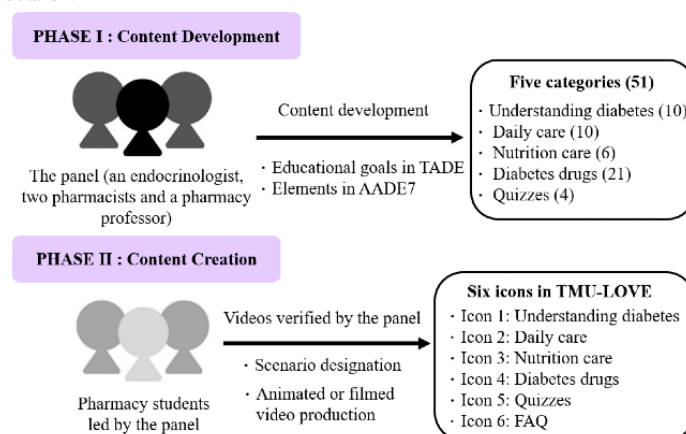 PHASE I : Content Development
The panel (an endocrinologist,
two pharmacists and a pharmacy
professor)
Content development
· Educational goals in TADE
· Elements in AADE7
Five categories (51)
· Understanding diabetes (10)
· Daily care (10)
· Nutrition care (6)
· Diabetes drugs (21)
· Quizzes (4)
PHASE II : Content Creation
Pharmacy students
led by the panel
Videos verified by the panel
· Scenario designation
· Animated or filmed
video production
Six icons in TMU-LOVE
· Icon 1: Understanding diabetes
· Icon 2: Daily care
· Icon 3: Nutrition care
· Icon 4: Diabetes drugs
· Icon 5: Quizzes
· Icon 6: FAQ